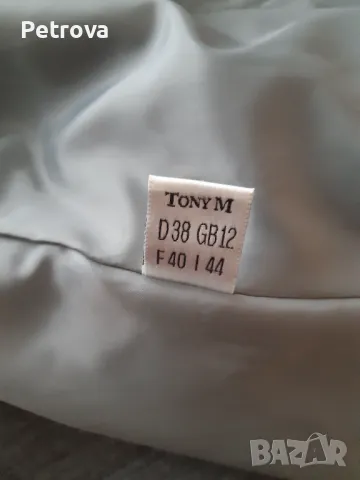 Petrova
TONY M
D38 GB12
F40 I 44
BAZAR